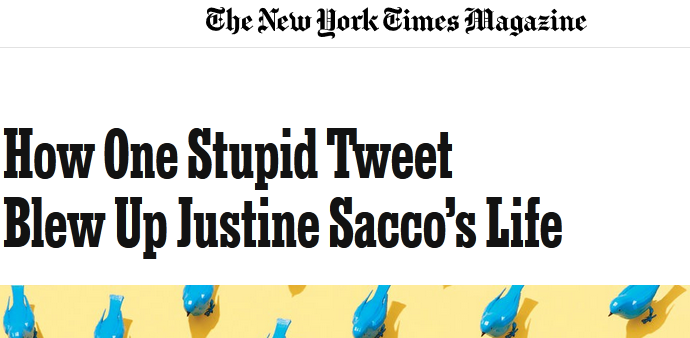 The New York Times Magazine
How One Stupid Tweet
Blew Up Justine Sacco’s Life